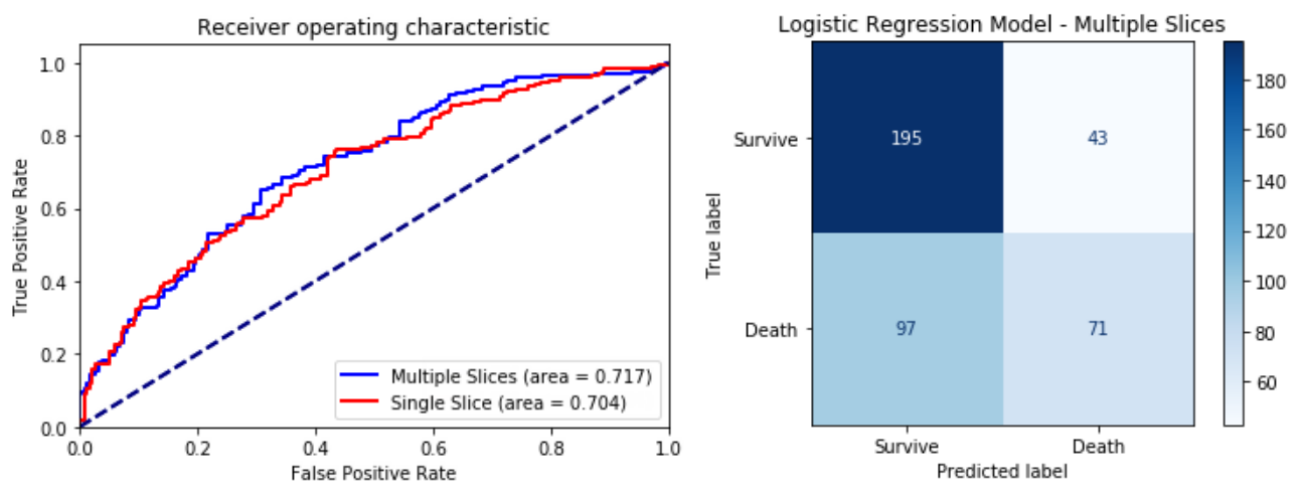 Receiver operating characteristic
1.0
0.8
0.6
0.4
0.2
0.0
True Positive Rate
Multiple Slices (area = 0.717)
Single Slice (area = 0.704)
0.0 0.2 0.4 0.6 0.8 1.0
False Positive Rate
Logistic Regression Model - Multiple Slices
Survive
Death
True label
195 43
97 71
Survive Death
Predicted label
180
160
140
120
100
80
60